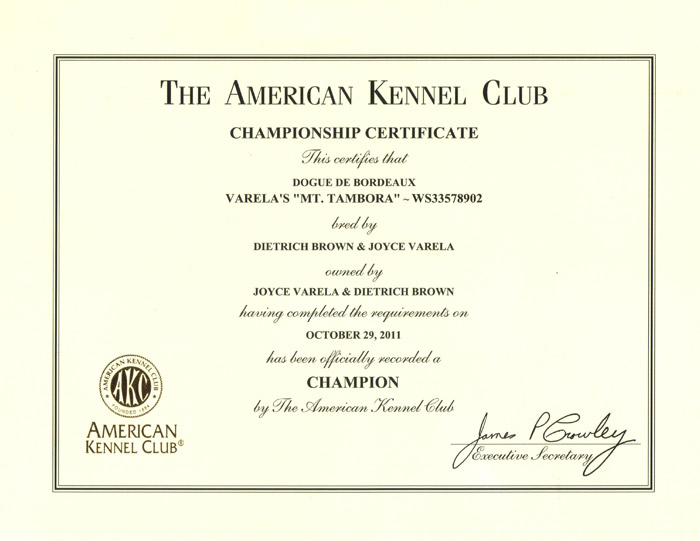 THE AMERICAN KENNEL CLUB
CHAMPIONSHIP CERTIFICATE
This certifies that
DOGUE DE BORDEAUX
VARELA'S "MT. TAMBORA" ~ WS33578902
bred by
DIETRICH BROWN & JOYCE VARELA
owned by
JOYCE VARELA & DIETRICH BROWN
having completed the requirements on
OCTOBER 29, 2011
has been officially recorded a
CHAMPION
by The American Kennel Club
AMERICAN KENNEL CLUB
AKC
FOUNDED 1884
AMERICAN
KENNEL CLUB®
James P Crowley
Executive Secretary